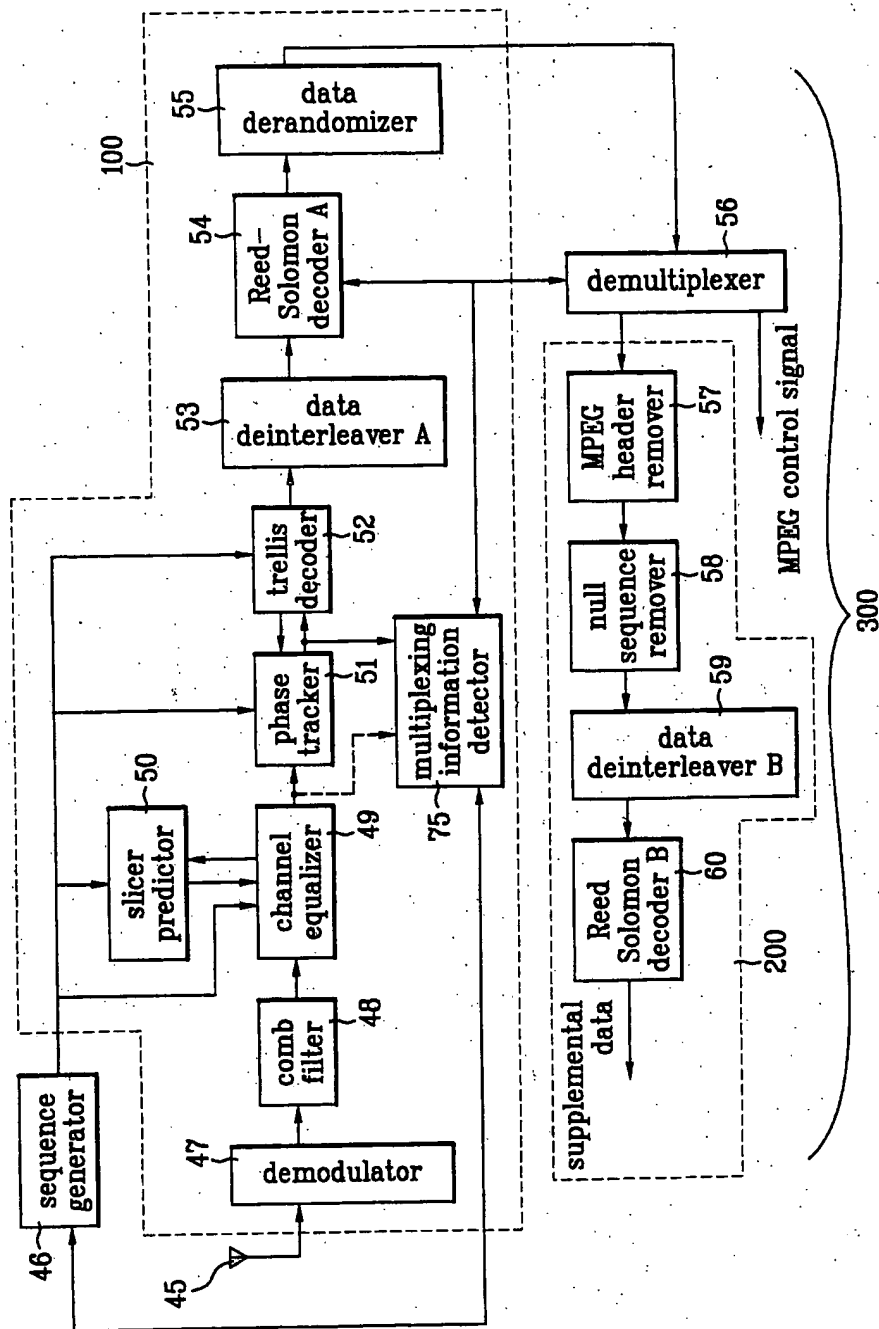 100
46
sequence
generator
45
47
demodulator
48
comb
filter
50
slicer
predictor
49
channel
equalizer
51
phase
tracker
52
trellis
decoder
53
data
deinterleaver A
54
Reed-
Solomon
decoder A
55
data
derandomizer
75
multiplexing
information
detector
56
demultiplexer
MPEG control signal
57
MPEG
header
remover
58
null
sequence
remover
59
data
deinterleaver B
60
Reed
Solomon
decoder B
supplemental
data
200
300